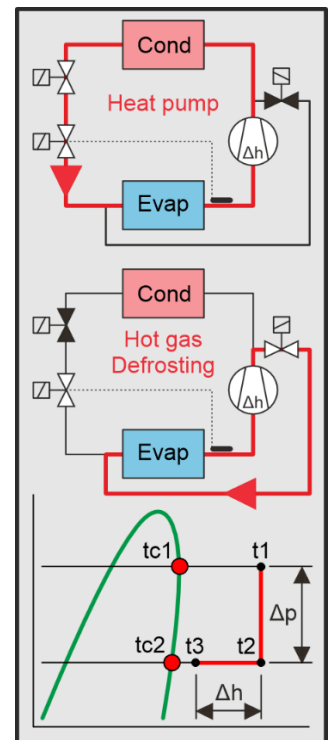 Cond
Heat pump
Δh
Evap
Cond
Hot gas
Defrosting
Δh
Evap
tc1
t1
Δp
tc2
t3
t2
Δh